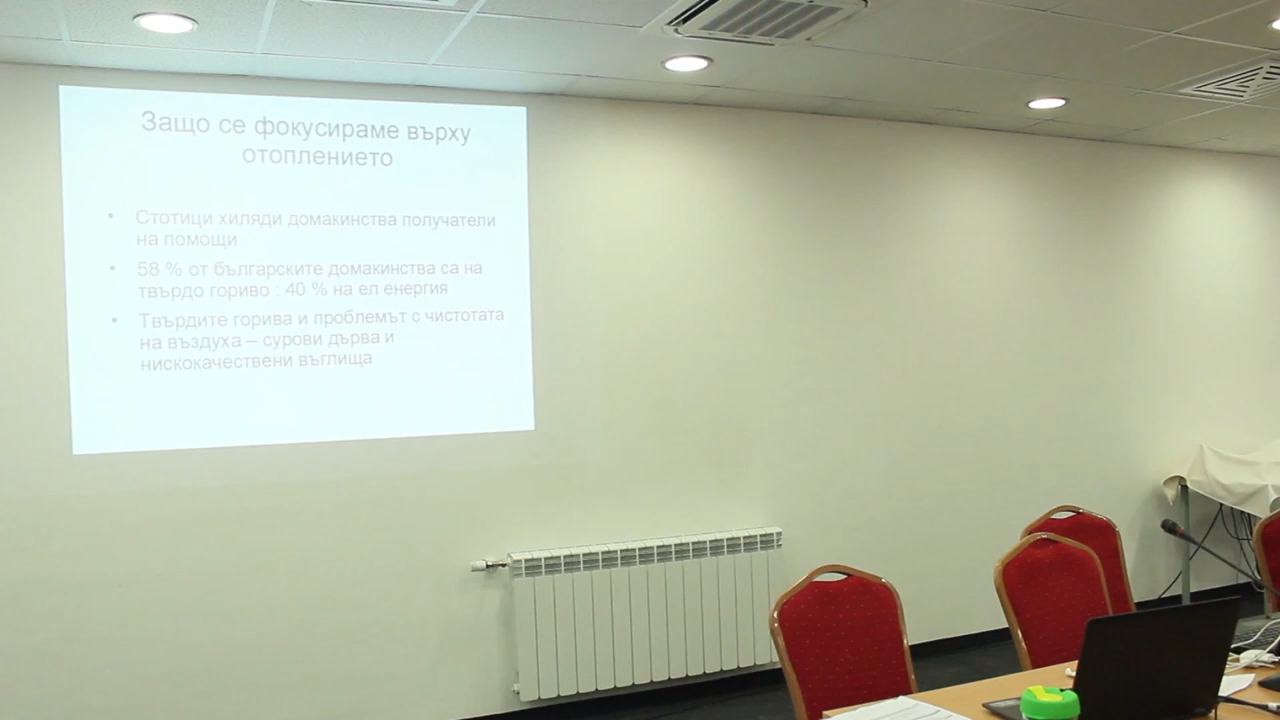 Защо се фокусираме върху
отоплението
• Стотици хиляди домакинства получатели
на помощи
• 58 % от българските домакинства са на
твърдо гориво : 40 % на ел енергия
• Твърдите горива и проблемът с чистотата
на въздуха – сурови дърва и
нискокачествени въглища